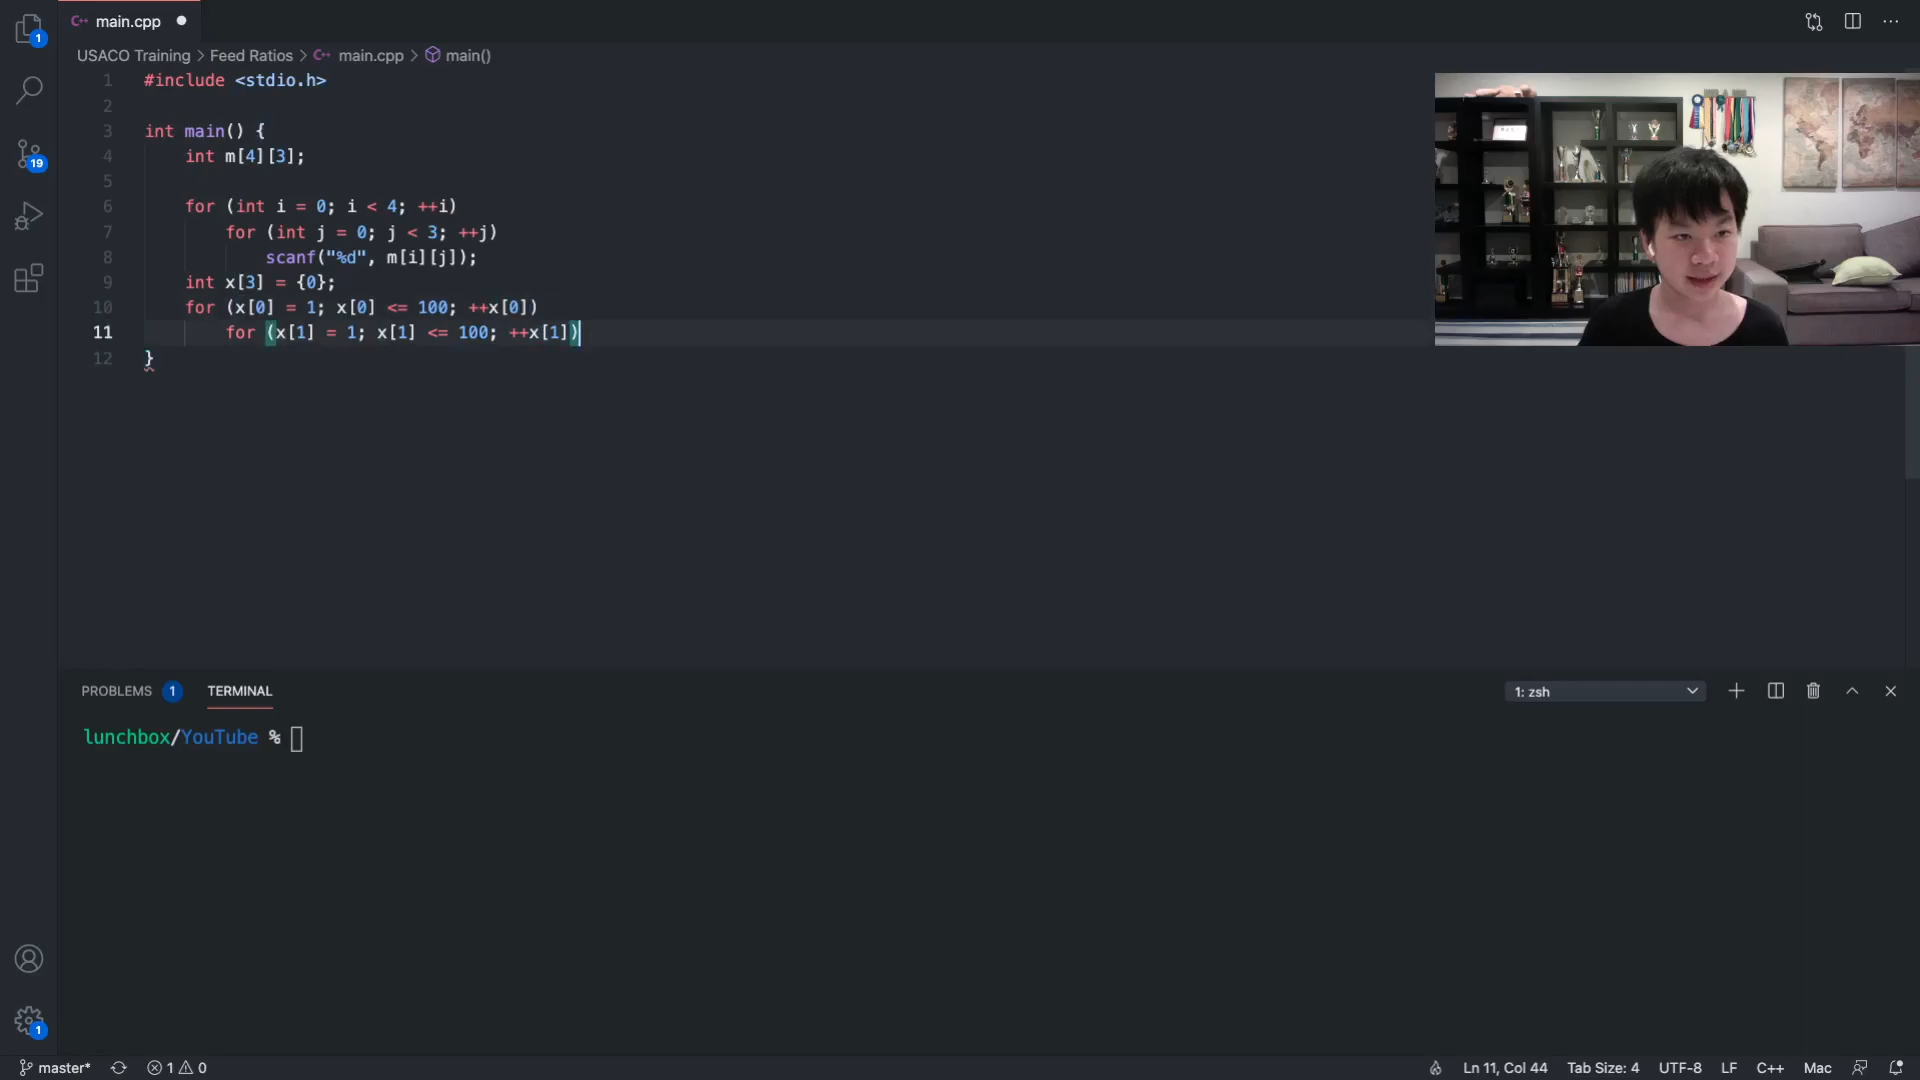 1
main.cpp
USACO Training > Feed Ratios > main.cpp > main()
1 #include <stdio.h>
2
3 int main() {
4 int m[4][3];
5
6 for (int i = 0; i < 4; ++i)
7 for (int j = 0; j < 3; ++j)
8 scanf("%d", m[i][j]);
9 int x[3] = {0};
10 for (x[0] = 1; x[0] <= 100; ++x[0])
11 for (x[1] = 1; x[1] <= 100; ++x[1])
12 }
19
PROBLEMS 1 TERMINAL
1: zsh
lunchbox/YouTube %
1
master* 1 0
Ln 11, Col 44 Tab Size: 4 UTF-8 LF C++ Mac